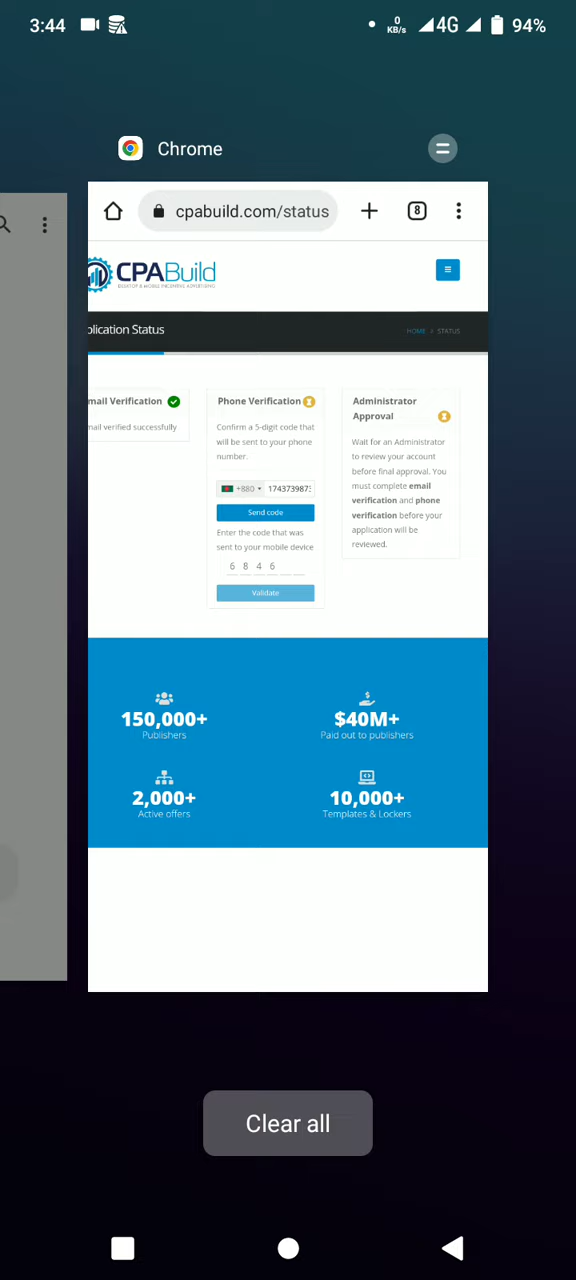 3:44
0
KB/s
4G
94%
Chrome
cpabuild.com/status
8
CPABuild
DESKTOP & MOBILE INCENTIVE ADVERTISING
plication Status
HOME > STATUS
mail Verification
mail verified successfully
Phone Verification
Confirm a 5-digit code that
will be sent to your phone
number.
+880
174373987
Send code
Enter the code that was
sent to your mobile device
6 8 4 6
Validate
Administrator
Approval
Wait for an Administrator
to review your account
before final approval. You
must complete email
verification and phone
verification before your
application will be
reviewed.
150,000+
Publishers
$40M+
Paid out to publishers
2,000+
Active offers
10,000+
Templates & Lockers
Clear all